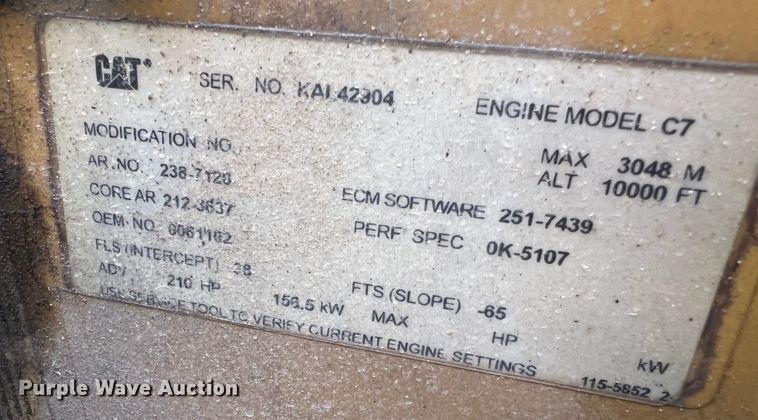 CAT® SER. NO. KAL42904 ENGINE MODEL C7
MODIFICATION NO. MAX 3048 M
AR NO. 238-7128 ALT 10000 FT
CORE AR 212-3637 ECM SOFTWARE 251-7439
OEM-NO 0061102 PERF SPEC 0K-5107
FLS (INTERCEPT) 38 FTS (SLOPE) -65
ADV 210 HP 156.5 kW MAX HP kW
USE SERVICE TOOL TO VERIFY CURRENT ENGINE SETTINGS 115-5852 2
Purple Wave Auction